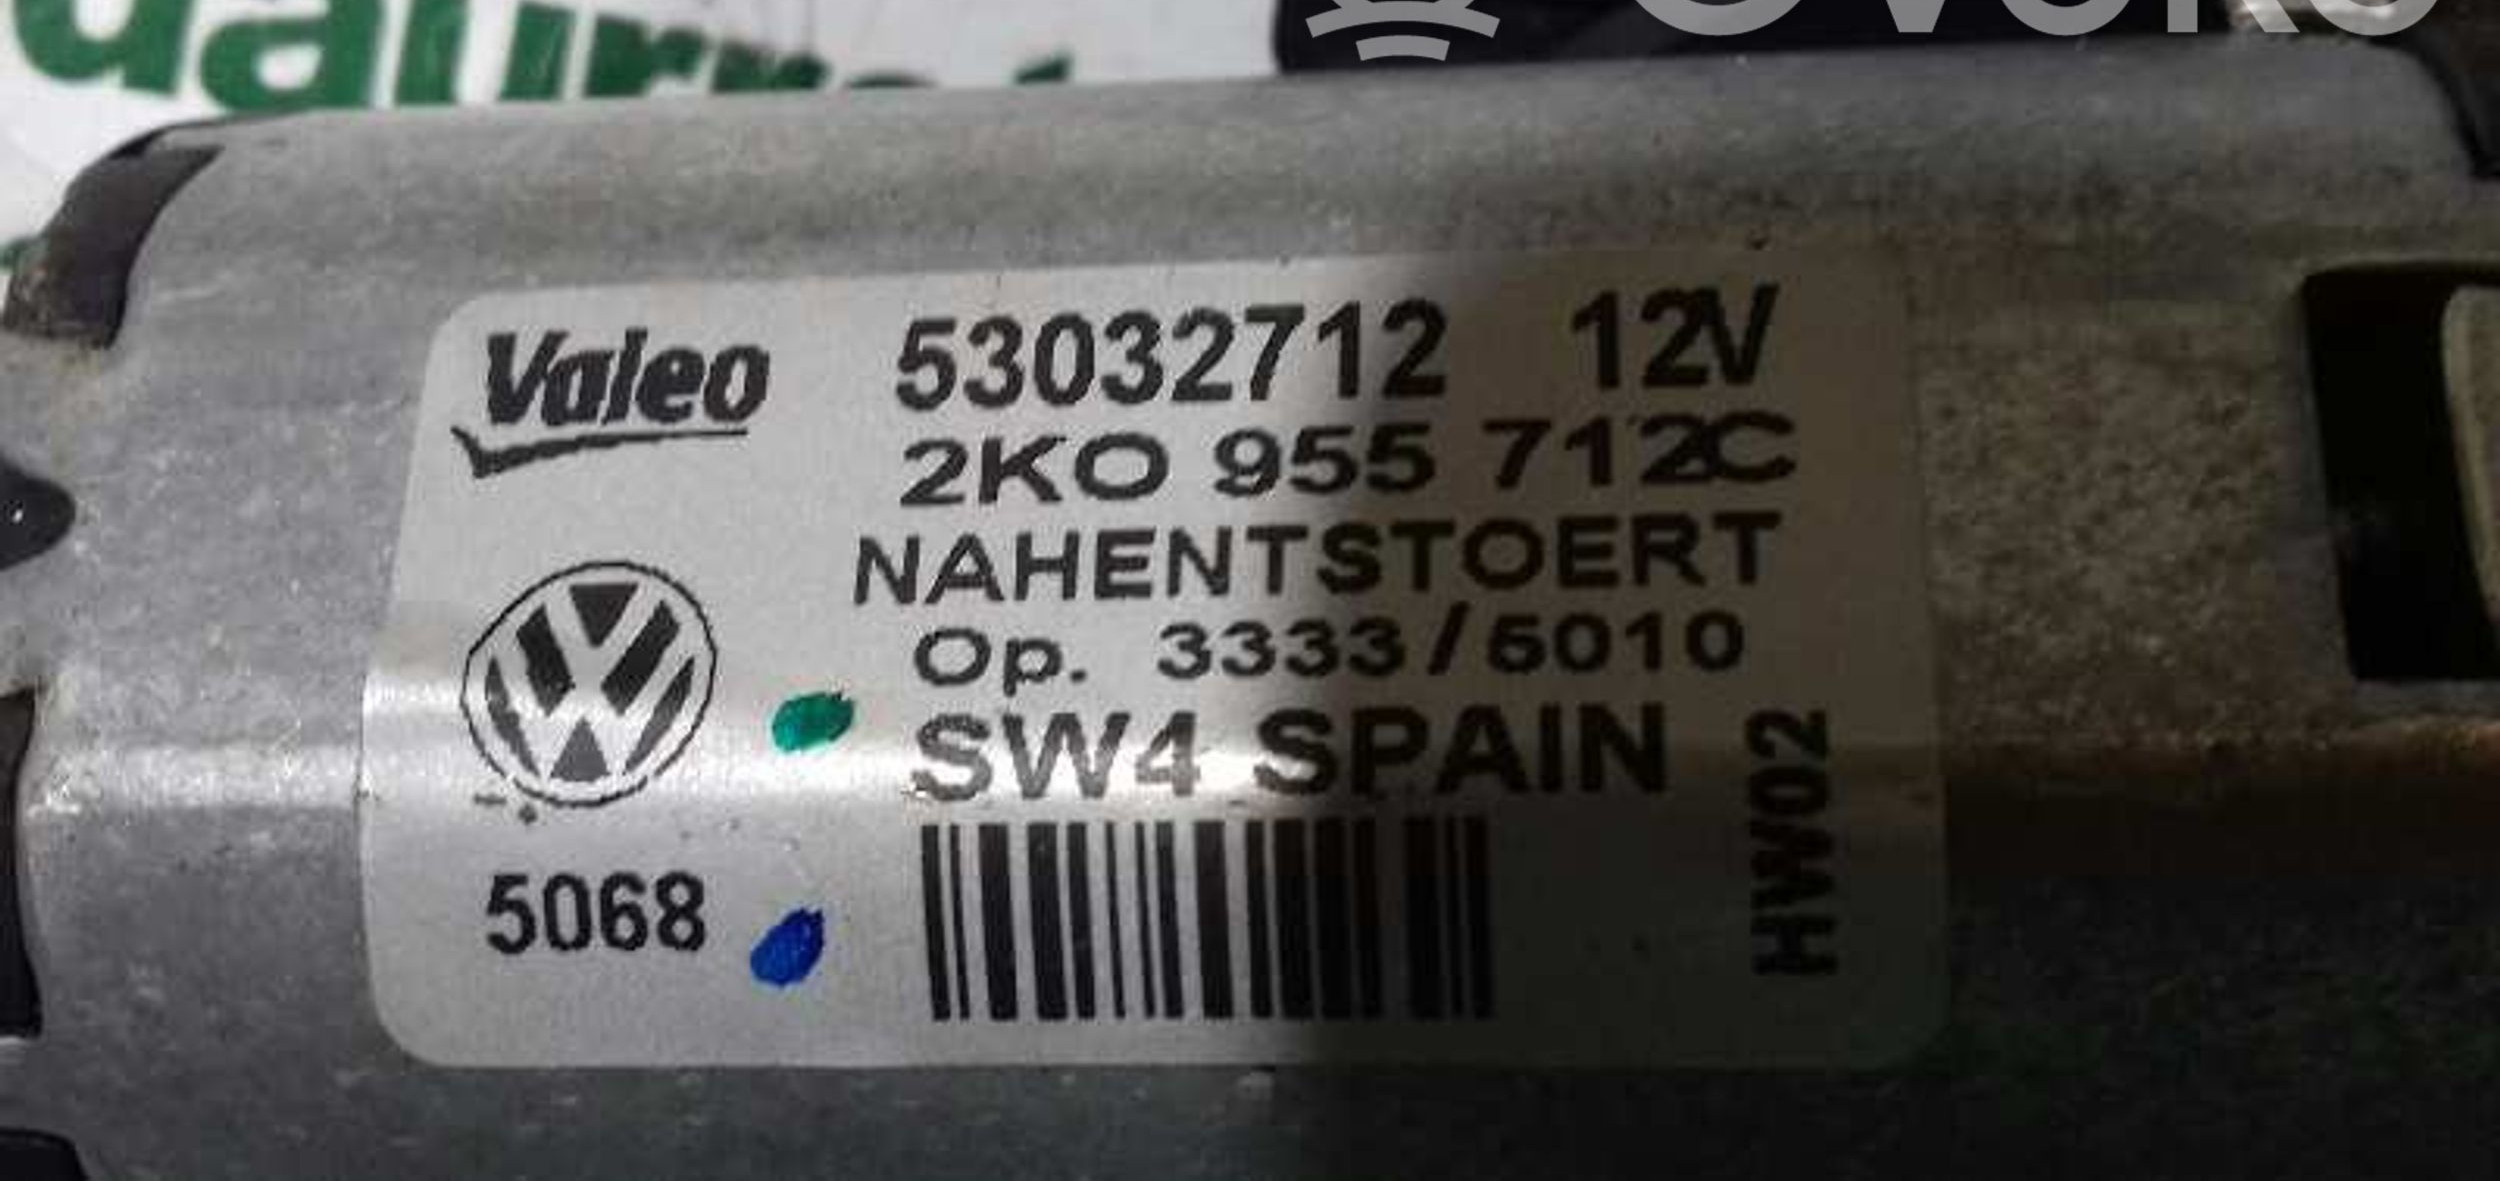 Valeo
53032712 12V
2KO 955 712C
NAHENTSTOERT
Op. 3333/5010
SW4 SPAIN
HW02
5068